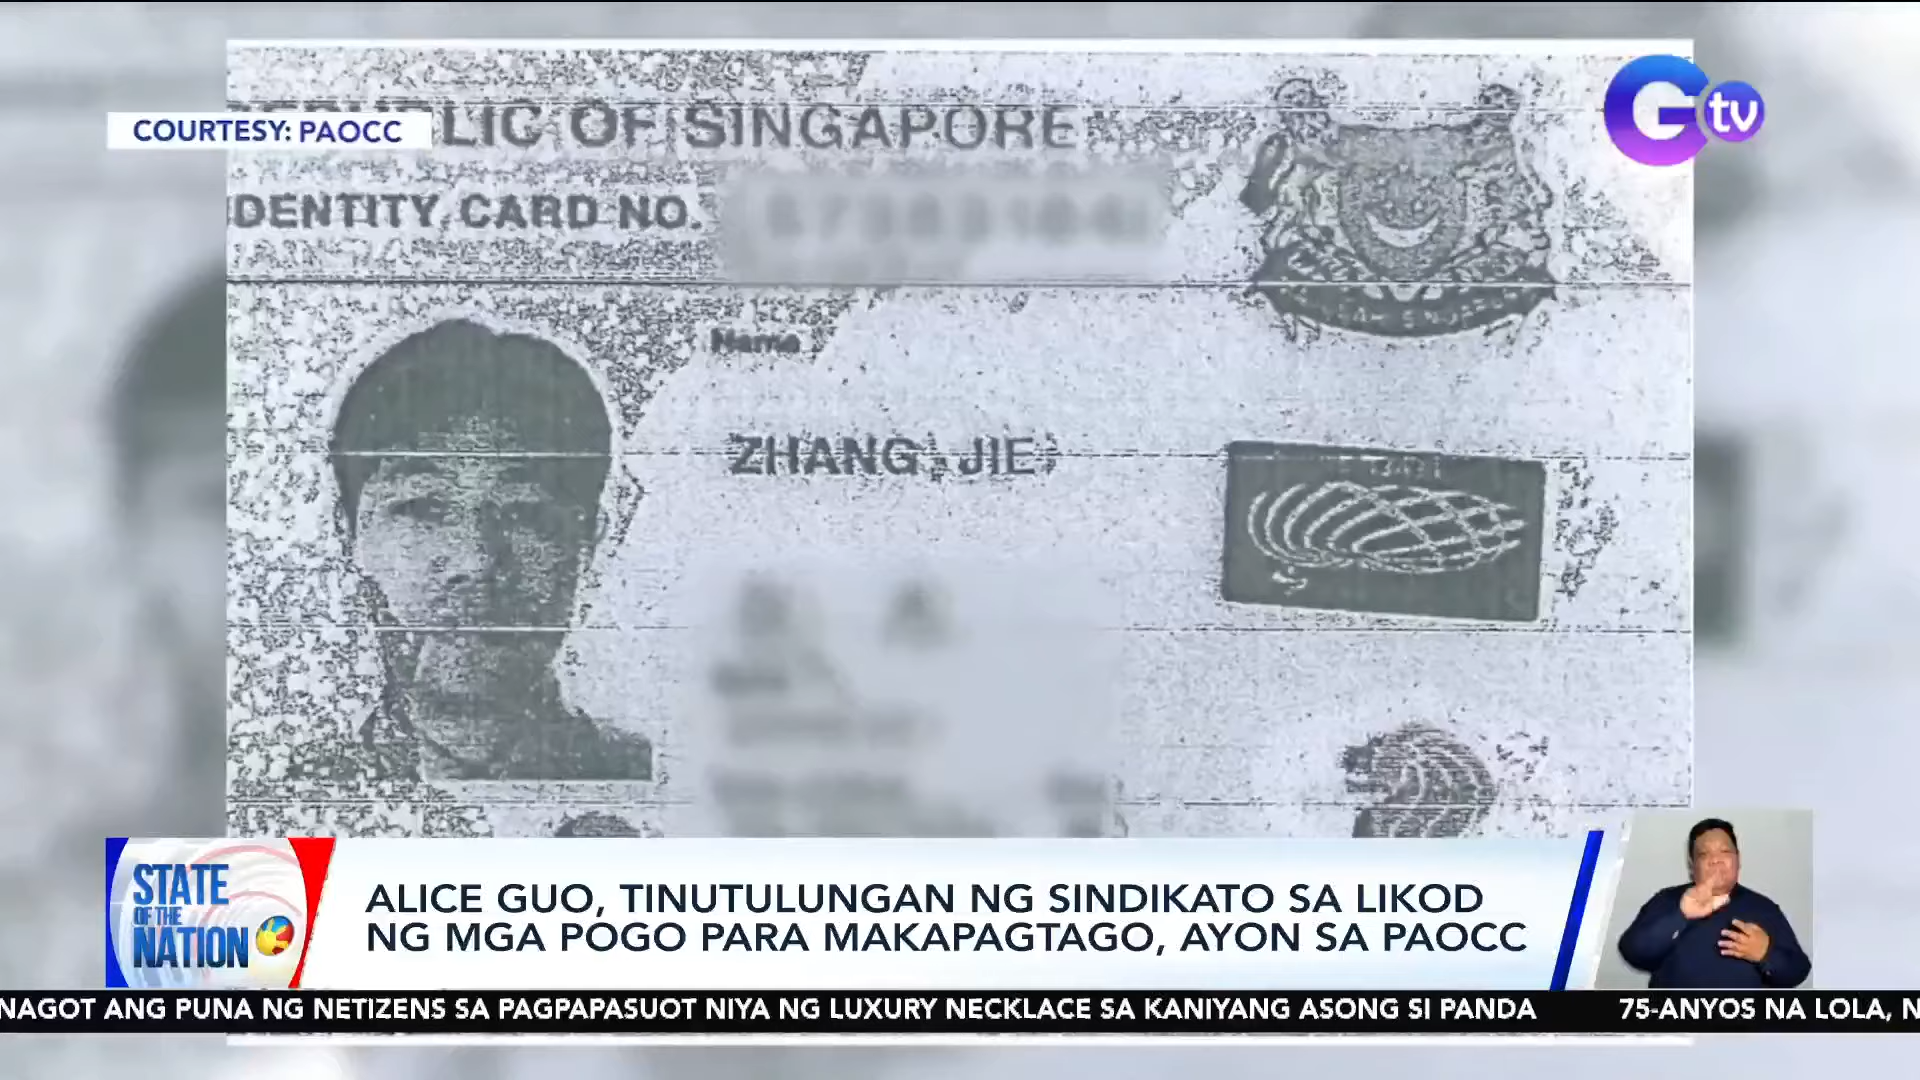 COURTESY: PAOCC
LIC OF SINGAPORE
IDENTITY CARD NO.
G tv
Name
ZHANG JIE
STATE
OF THE
NATION
ALICE GUO, TINUTULUNGAN NG SINDIKATO SA LIKOD
NG MGA POGO PARA MAKAPAGTAGO, AYON SA PAOCC
NAGOT ANG PUNA NG NETIZENS SA PAGPAPASUOT NIYA NG LUXURY NECKLACE SA KANIYANG ASONG SI PANDA 75-ANYOS NA LOLA, N